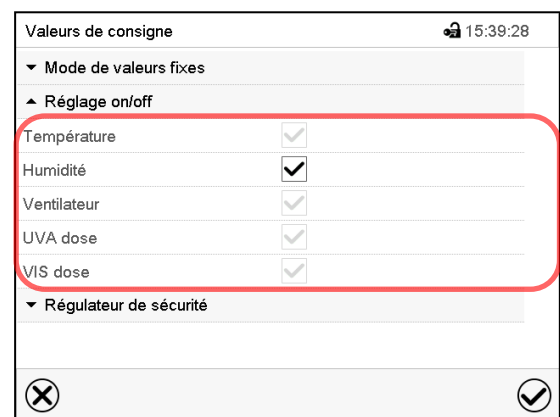 Valeurs de consigne 15:39:28
Mode de valeurs fixes
Réglage on/off
Température
Humidité
Ventilateur
UVA dose
VIS dose
Régulateur de sécurité